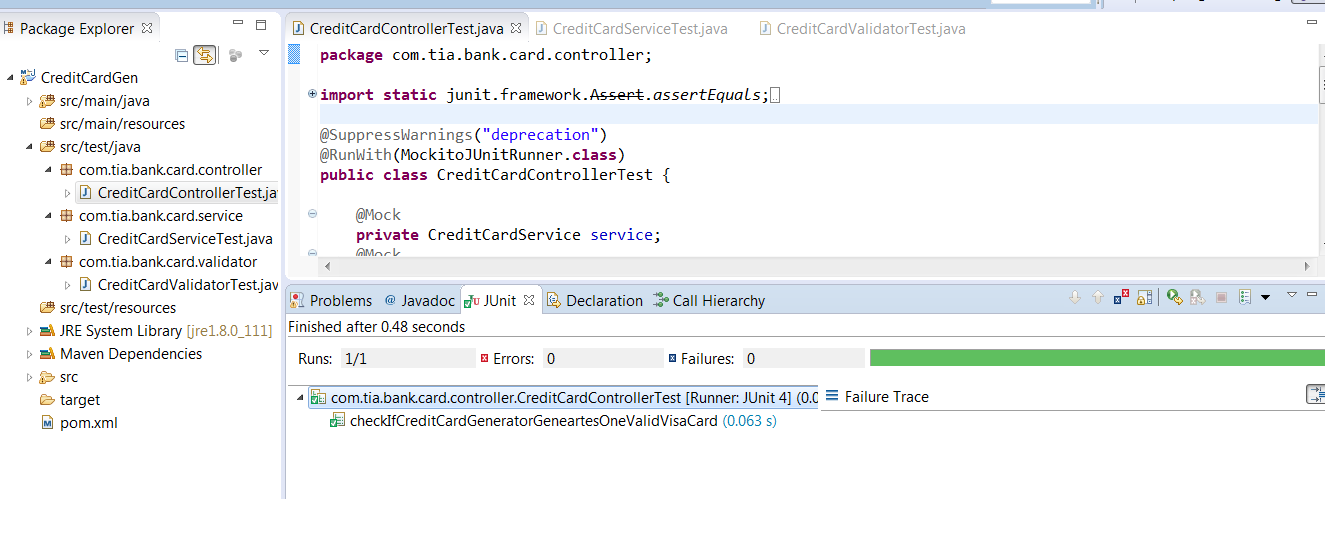 Package Explorer
CreditCardGen
src/main/java
src/main/resources
src/test/java
com.tia.bank.card.controller
CreditCardControllerTest.ja
com.tia.bank.card.service
CreditCardServiceTest.java
com.tia.bank.card.validator
CreditCardValidatorTest.jav
src/test/resources
JRE System Library [jre1.8.0_111]
Maven Dependencies
src
target
pom.xml
CreditCardControllerTest.java CreditCardServiceTest.java CreditCardValidatorTest.java
package com.tia.bank.card.controller;
import static junit.framework.Assert.assertEquals;
@SuppressWarnings("deprecation")
@RunWith(MockitoJUnitRunner.class)
public class CreditCardControllerTest {
@Mock
private CreditCardService service;
@Mock
Problems @ Javadoc JUnit Declaration Call Hierarchy
Finished after 0.48 seconds
Runs: 1/1 Errors: 0 Failures: 0
com.tia.bank.card.controller.CreditCardControllerTest [Runner: JUnit 4] (0.0 Failure Trace
checkIfCreditCardGeneratorGeneartesOneValidVisaCard (0.063 s)